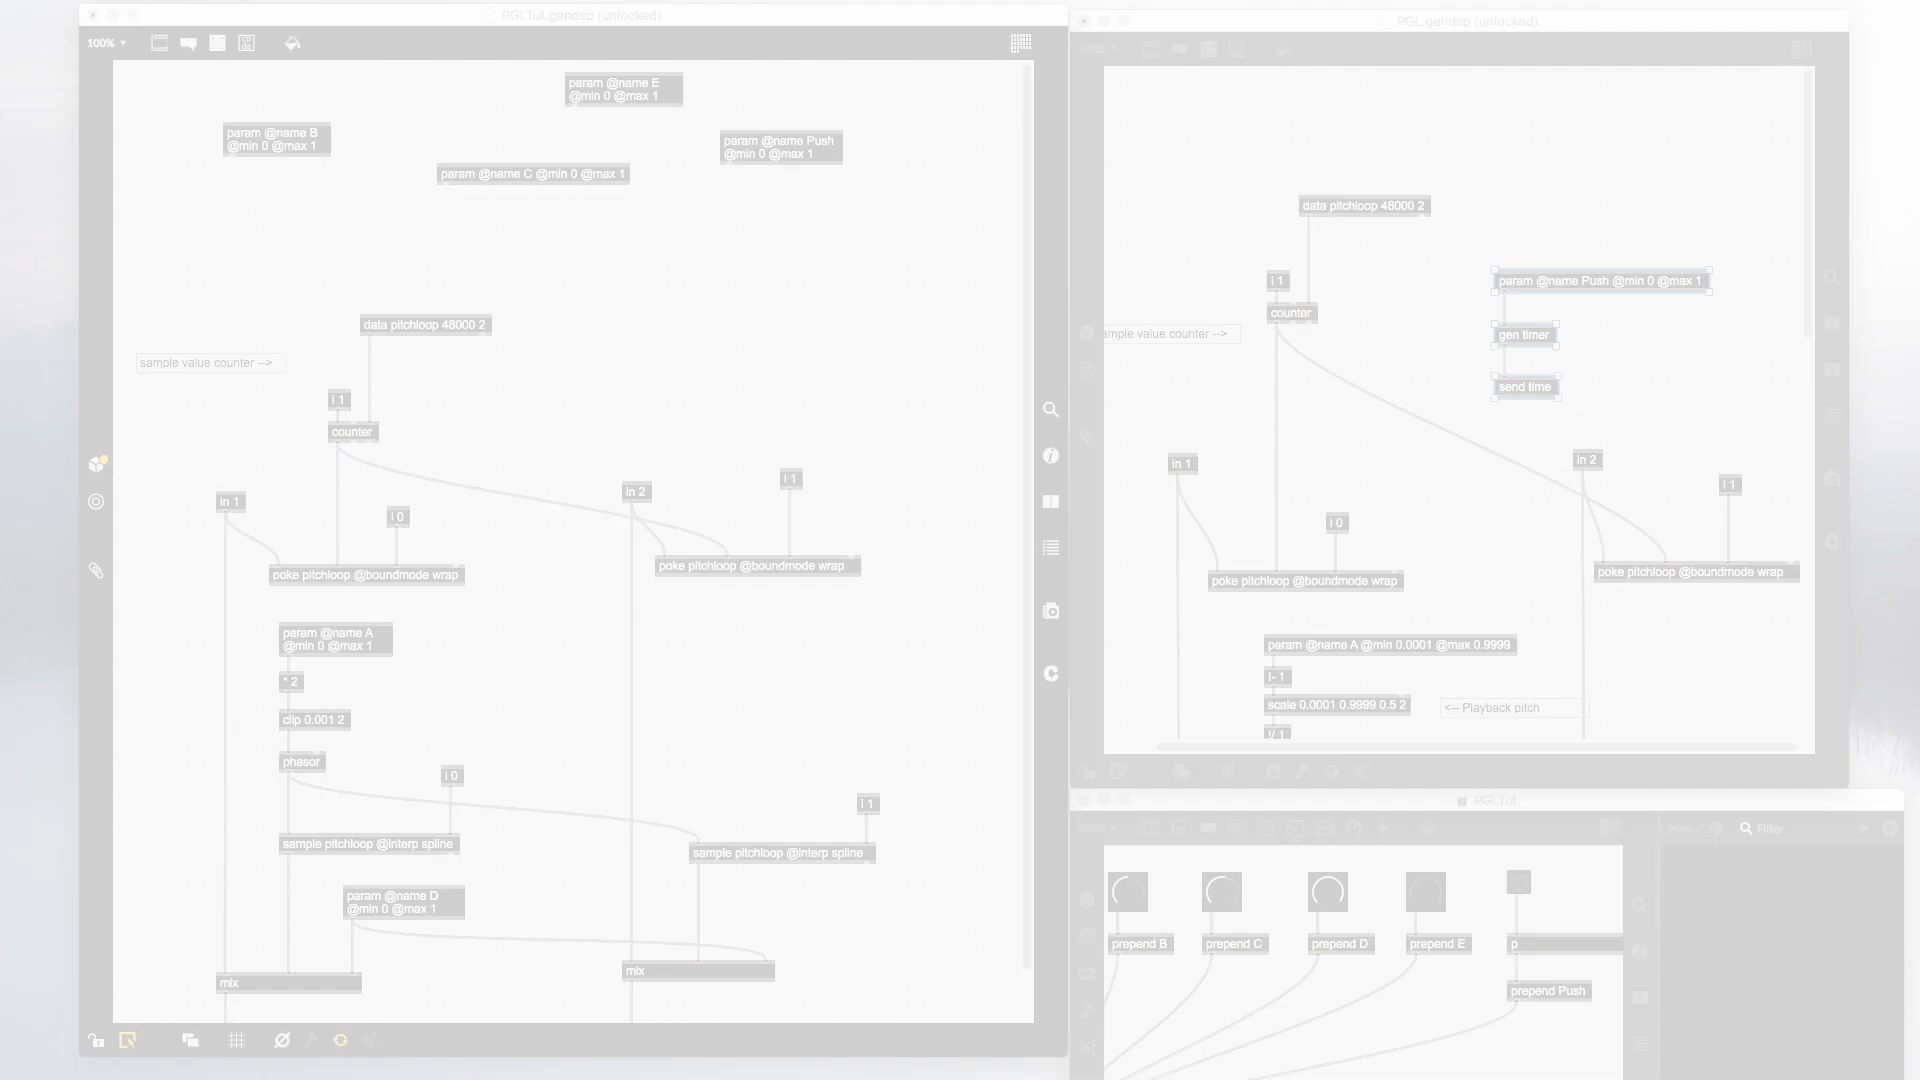 PGLTut.gendsp (unlocked)
100%
param @name E
@min 0 @max 1
param @name B
@min 0 @max 1
param @name Push
@min 0 @max 1
param @name C @min 0 @max 1
data pitchloop 48000 2
sample value counter -->
i 1
counter
in 1
i 0
in 2
i 1
poke pitchloop @boundmode wrap
poke pitchloop @boundmode wrap
param @name A
@min 0 @max 1
* 2
clip 0.001 2
phasor
i 0
i 1
sample pitchloop @interp spline
sample pitchloop @interp spline
param @name D
@min 0 @max 1
mix
mix
PGL.gendsp (unlocked)
data pitchloop 48000 2
i 1
counter
ample value counter -->
param @name Push @min 0 @max 1
gen timer
send time
in 1
in 2
i 1
i 0
poke pitchloop @boundmode wrap
poke pitchloop @boundmode wrap
param @name A @min 0.0001 @max 0.9999
!- 1
scale 0.0001 0.9999 0.5 2
<-- Playback pitch
!/ 1
PGLTut
Filter
prepend B
prepend C
prepend D
prepend E
p
prepend Push